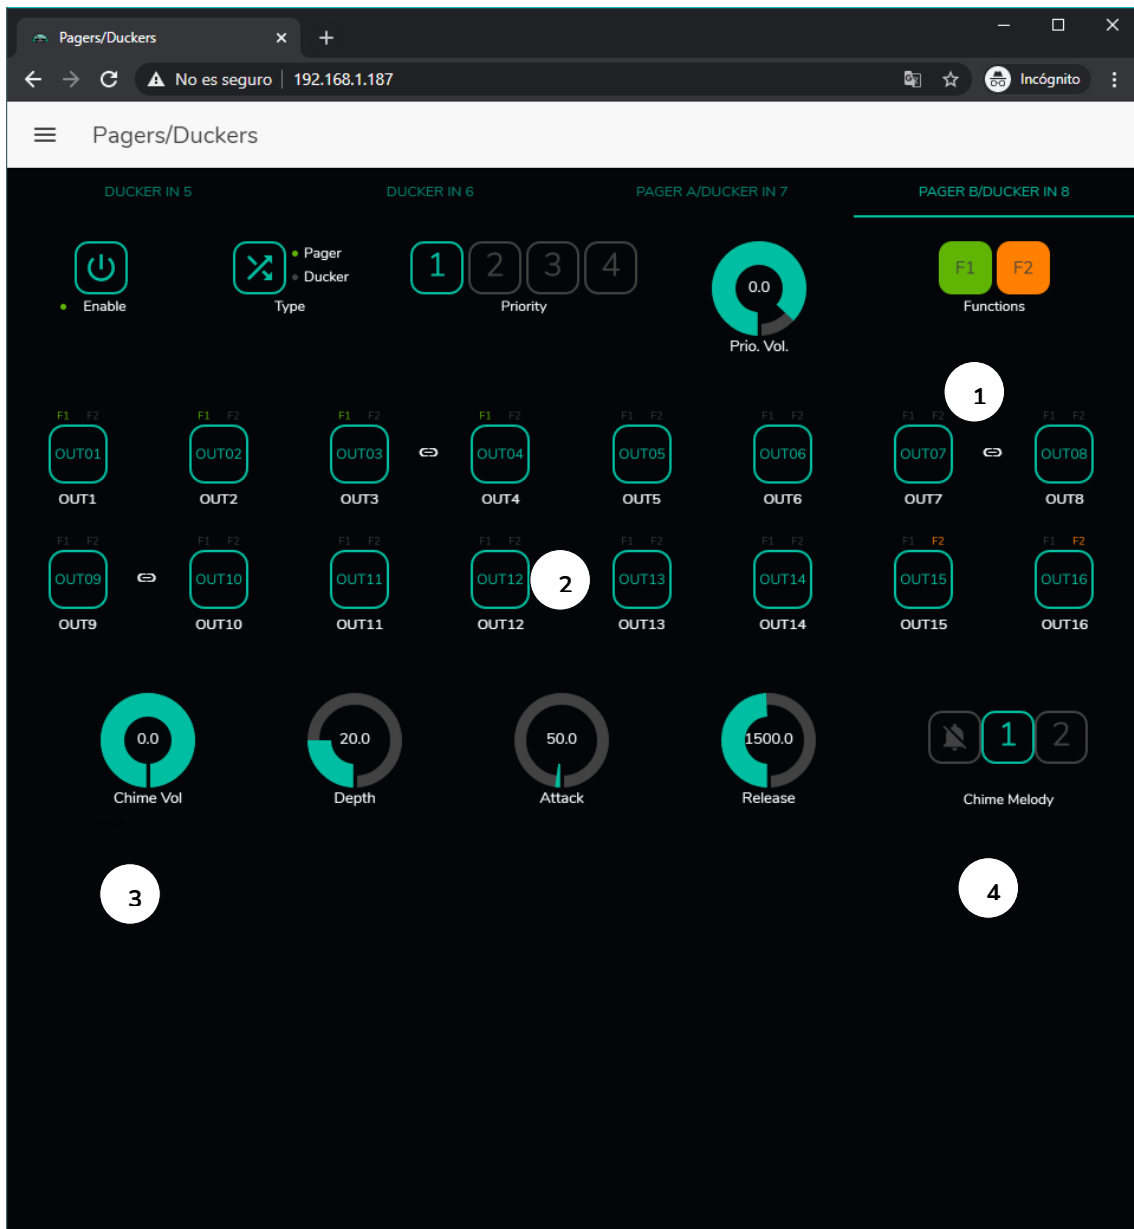 Pagers/Duckers
No es seguro 192.168.1.187 Incógnito
Pagers/Duckers
DUCKER IN 5 DUCKER IN 6 PAGER A/DUCKER IN 7 PAGER B/DUCKER IN 8
Enable
Pager
Ducker
Type
1 2 3 4
Priority
0.0
Prio. Vol.
F1 F2
Functions
1
F1 F2 F1 F2 F1 F2 F1 F2 F1 F2 F1 F2 F1 F2 F1 F2
OUT01 OUT02 OUT03 OUT04 OUT05 OUT06 OUT07 OUT08
OUT1 OUT2 OUT3 OUT4 OUT5 OUT6 OUT7 OUT8
F1 F2 F1 F2 F1 F2 F1 F2 F1 F2 F1 F2 F1 F2 F1 F2
OUT09 OUT10 OUT11 OUT12 2 OUT13 OUT14 OUT15 OUT16
OUT9 OUT10 OUT11 OUT12 OUT13 OUT14 OUT15 OUT16
0.0 20.0 50.0 1500.0 1 2
Chime Vol Depth Attack Release Chime Melody
3 4